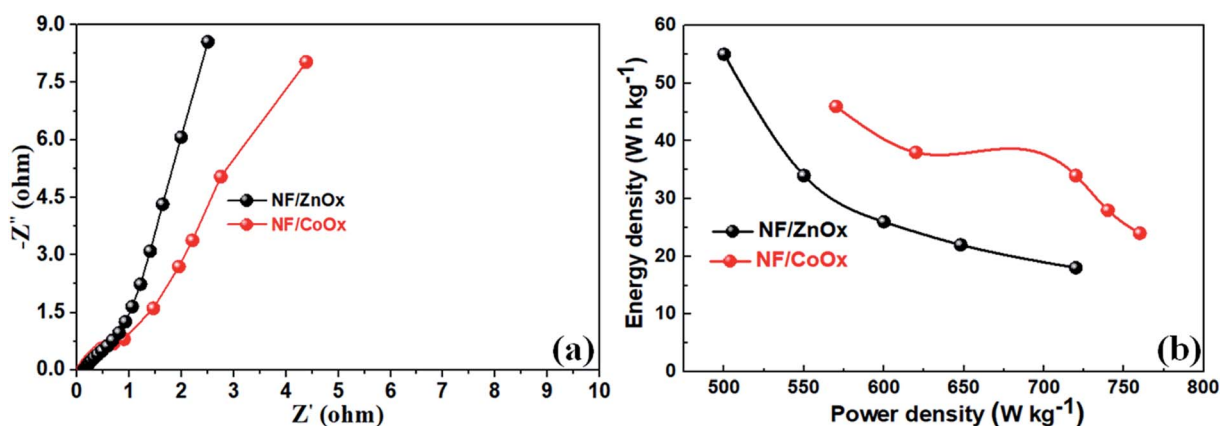 9.0
7.5
6.0
4.5
3.0
1.5
0.0
-Z″ (ohm)
NF/ZnOx
NF/CoOx
(a)
0 1 2 3 4 5 6 7 8 9 10
Z′ (ohm)
60
50
40
30
20
10
0
Energy density (W h kg⁻¹)
NF/ZnOx
NF/CoOx
(b)
500 550 600 650 700 750 800
Power density (W kg⁻¹)